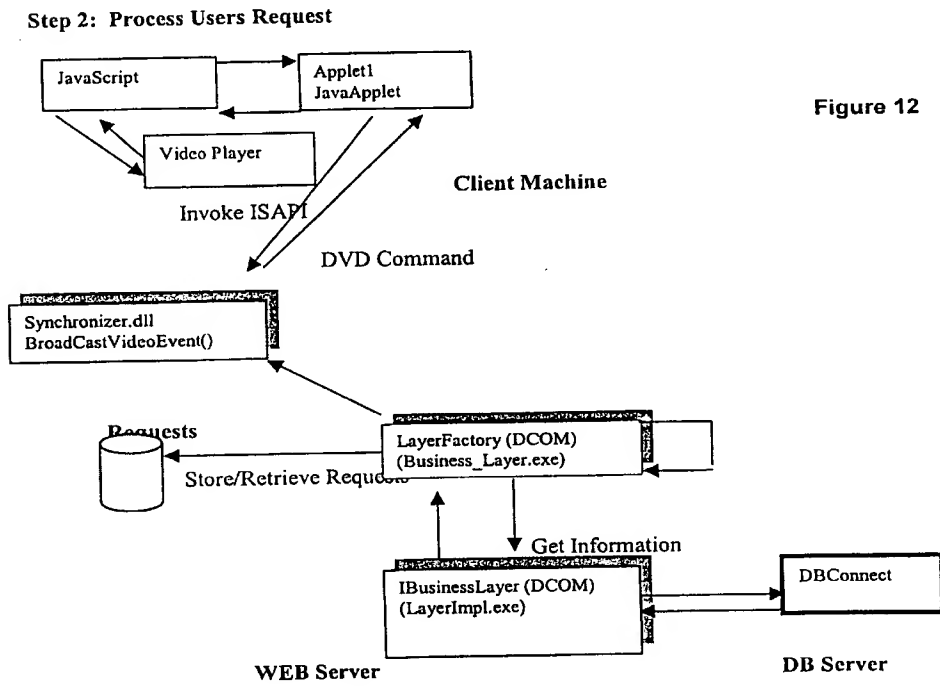 Step 2: Process Users Request
JavaScript
Applet1
JavaApplet
Figure 12
Video Player
Client Machine
Invoke ISAPI
DVD Command
Synchronizer.dll
BroadCastVideoEvent()
Requests
LayerFactory (DCOM)
(Business_Layer.exe)
Store/Retrieve Requests
Get Information
IBusinessLayer (DCOM)
(LayerImpl.exe)
DBConnect
WEB Server
DB Server